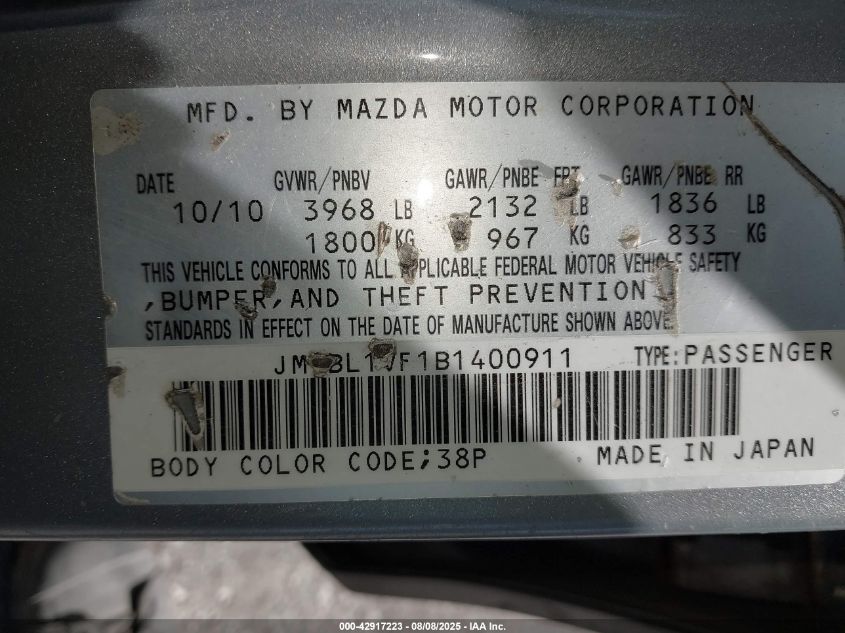 MFD. BY MAZDA MOTOR CORPORATION
DATE GVWR/PNBV GAWR/PNBE FRT GAWR/PNBE RR
10/10 3968 LB 2132 LB 1836 LB
1800 KG 967 KG 833 KG
THIS VEHICLE CONFORMS TO ALL APPLICABLE FEDERAL MOTOR VEHICLE SAFETY
,BUMPER,AND THEFT PREVENTION
STANDARDS IN EFFECT ON THE DATE OF MANUFACTURE SHOWN ABOVE.
TYPE:PASSENGER
BODY COLOR CODE;38P MADE IN JAPAN
000-42917223 - 08/08/2025 - IAA Inc.